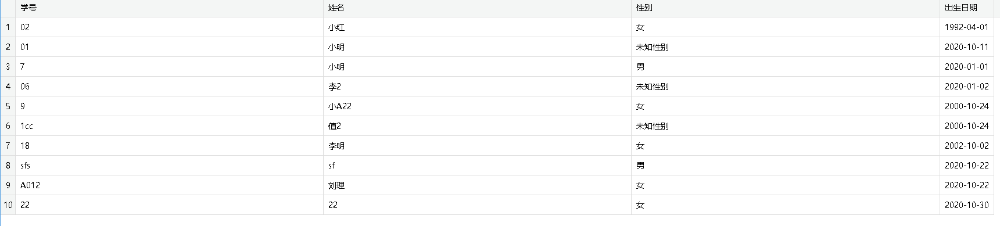 学号 姓名 性别 出生日期
1 02 小红 女 1992-04-01
2 01 小明 未知性别 2020-10-11
3 7 小明 男 2020-01-01
4 06 李2 未知性别 2020-01-02
5 9 小A22 女 2000-10-24
6 1cc 值2 未知性别 2000-10-24
7 18 李明 女 2002-10-02
8 sfs sf 男 2020-10-22
9 A012 刘理 女 2020-10-22
10 22 22 女 2020-10-30